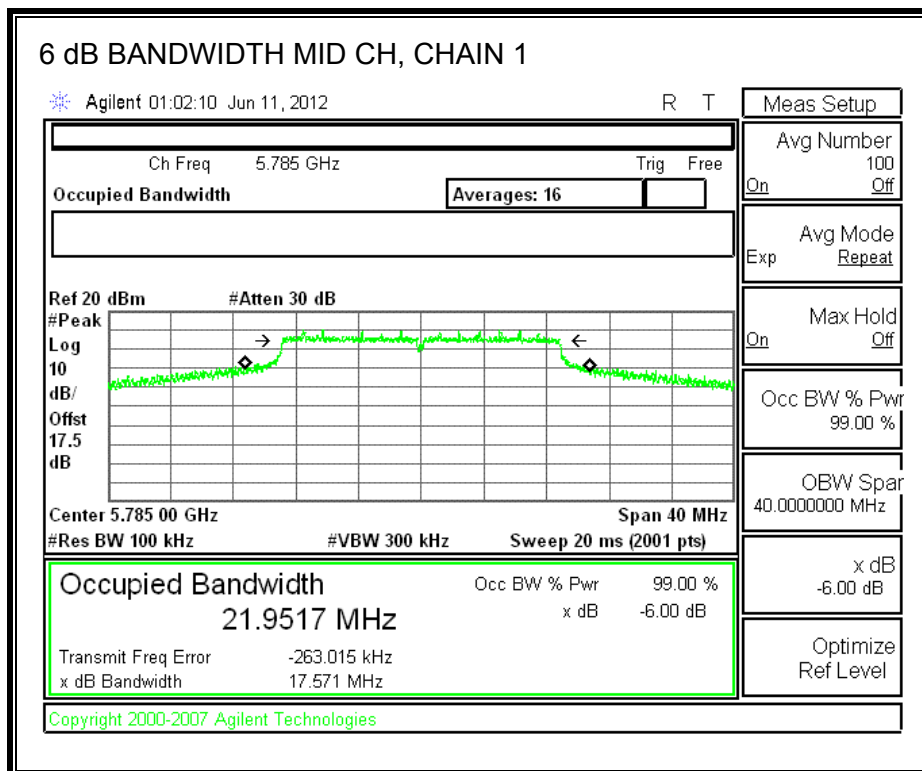 6 dB BANDWIDTH MID CH, CHAIN 1
Agilent 01:02:10 Jun 11, 2012 R T
Ch Freq 5.785 GHz Trig Free
Occupied Bandwidth Averages: 16
Ref 20 dBm #Atten 30 dB
#Peak
Log
10
dB/
Offst
17.5
dB
Center 5.785 00 GHz Span 40 MHz
#Res BW 100 kHz #VBW 300 kHz Sweep 20 ms (2001 pts)
Occupied Bandwidth Occ BW % Pwr 99.00 %
21.9517 MHz x dB -6.00 dB
Transmit Freq Error -263.015 kHz
x dB Bandwidth 17.571 MHz
Copyright 2000-2007 Agilent Technologies
Meas Setup
Avg Number
100
On Off
Avg Mode
Exp Repeat
Max Hold
On Off
Occ BW % Pwr
99.00 %
OBW Span
40.0000000 MHz
x dB
-6.00 dB
Optimize
Ref Level